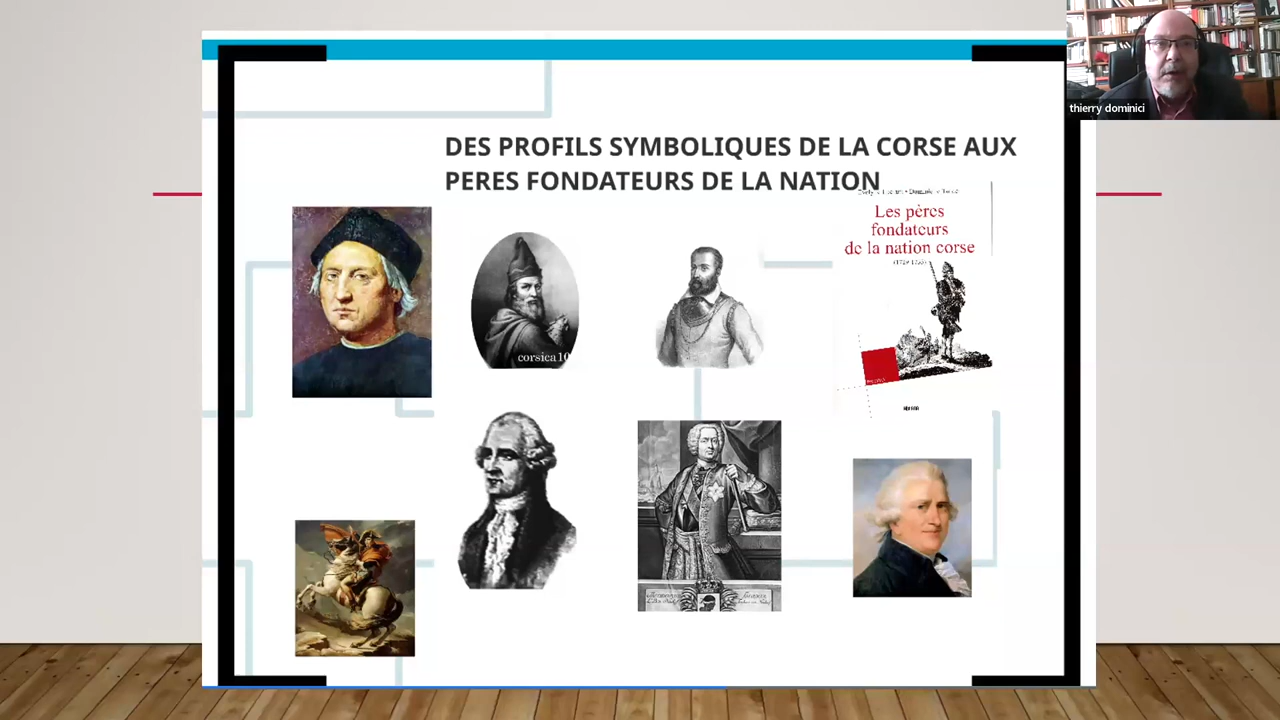 thierry dominici
DES PROFILS SYMBOLIQUES DE LA CORSE AUX
PERES FONDATEURS DE LA NATION
Les pères
fondateurs
de la nation corse
corsica10